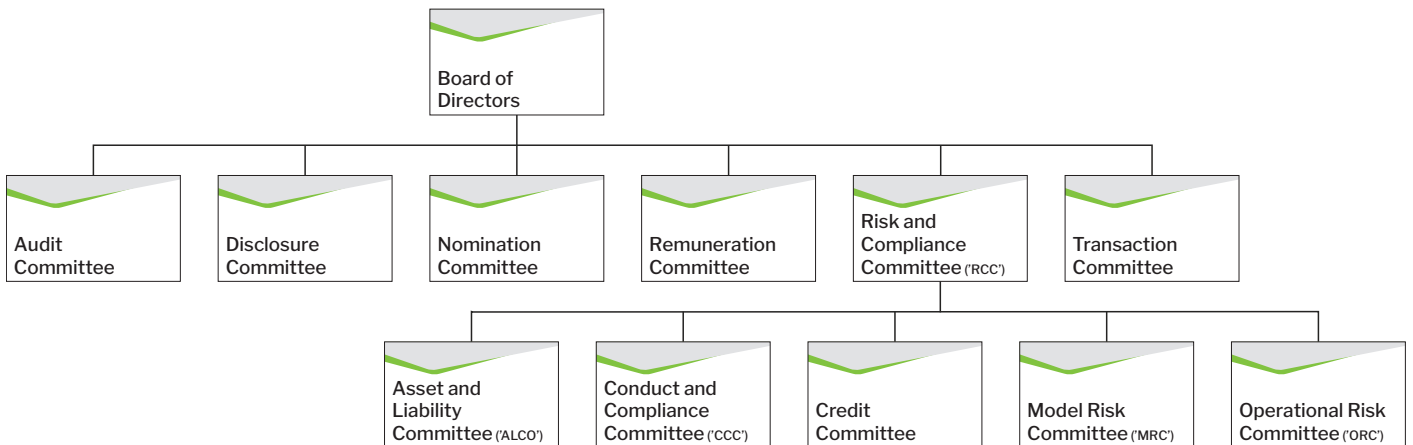 Board of
Directors
Audit
Committee
Disclosure
Committee
Nomination
Committee
Remuneration
Committee
Risk and
Compliance
Committee ('RCC')
Transaction
Committee
Asset and
Liability
Committee ('ALCO')
Conduct and
Compliance
Committee ('CCC')
Credit
Committee
Model Risk
Committee ('MRC')
Operational Risk
Committee ('ORC')